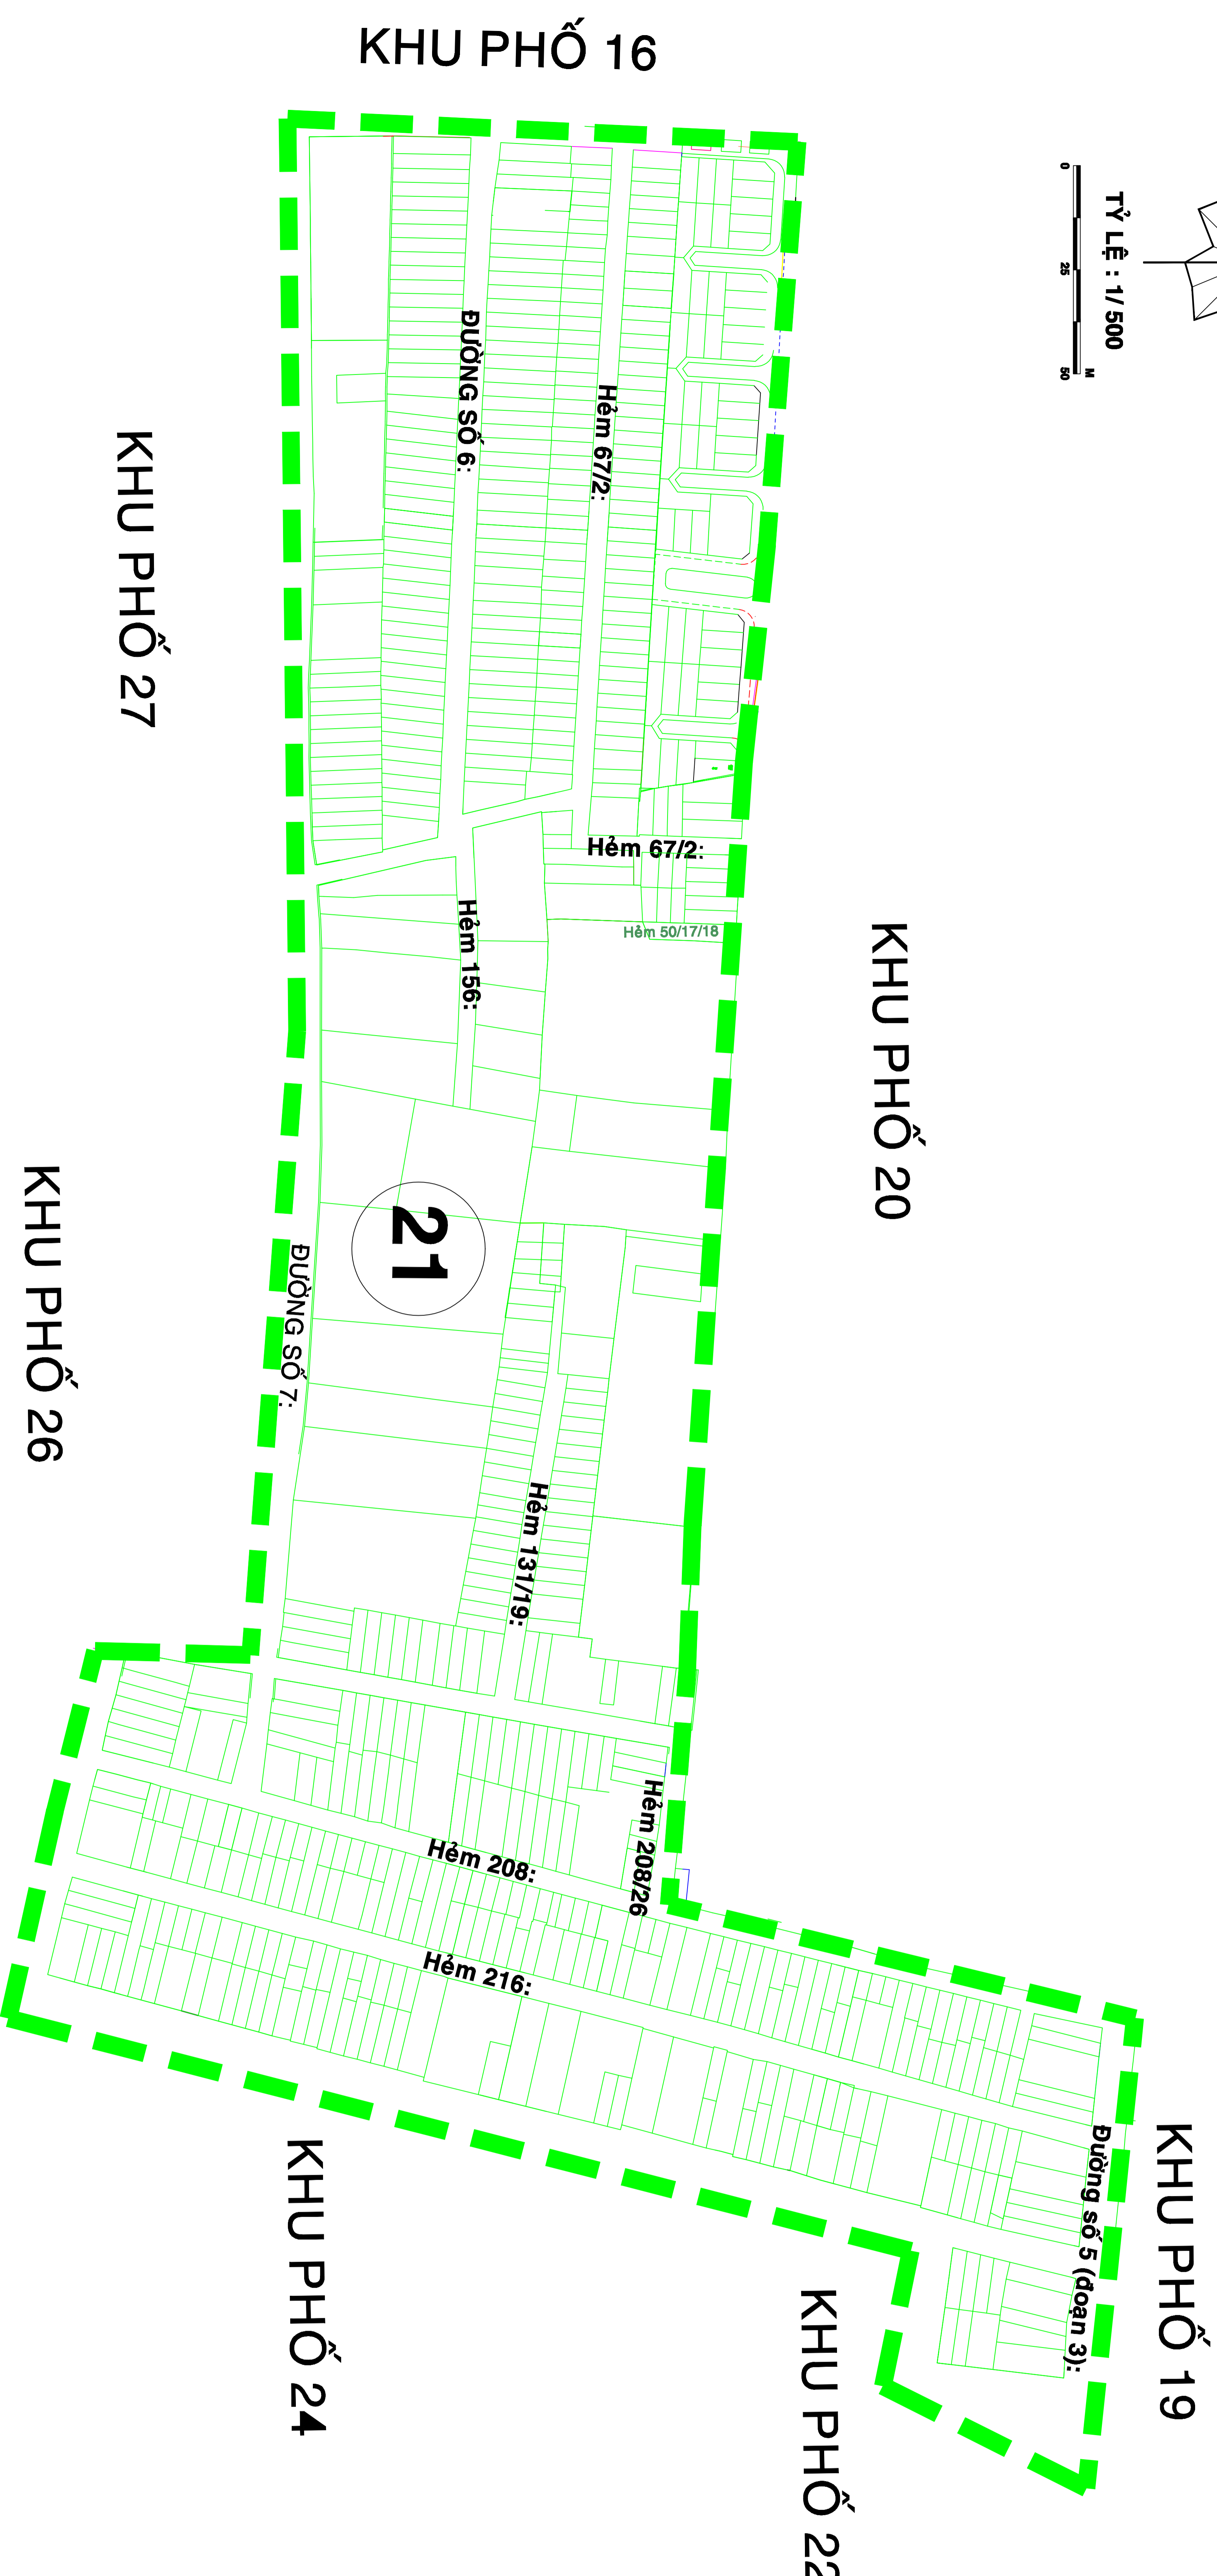 KHU PHỐ 16
TỶ LỆ : 1/ 500
0
25
50
M
ĐƯỜNG SỐ 6:
Hẻm 67/2:
KHU PHỐ 27
Hẻm 67/2:
Hẻm 50/17/18
Hẻm 156:
KHU PHỐ 20
KHU PHỐ 26
21
ĐƯỜNG SỐ 7:
Hẻm 131/19:
Hẻm 208/26
Hẻm 208:
Hẻm 216:
Đường số 5 (đoạn 3):
KHU PHỐ 19
KHU PHỐ 24
KHU PHỐ 22